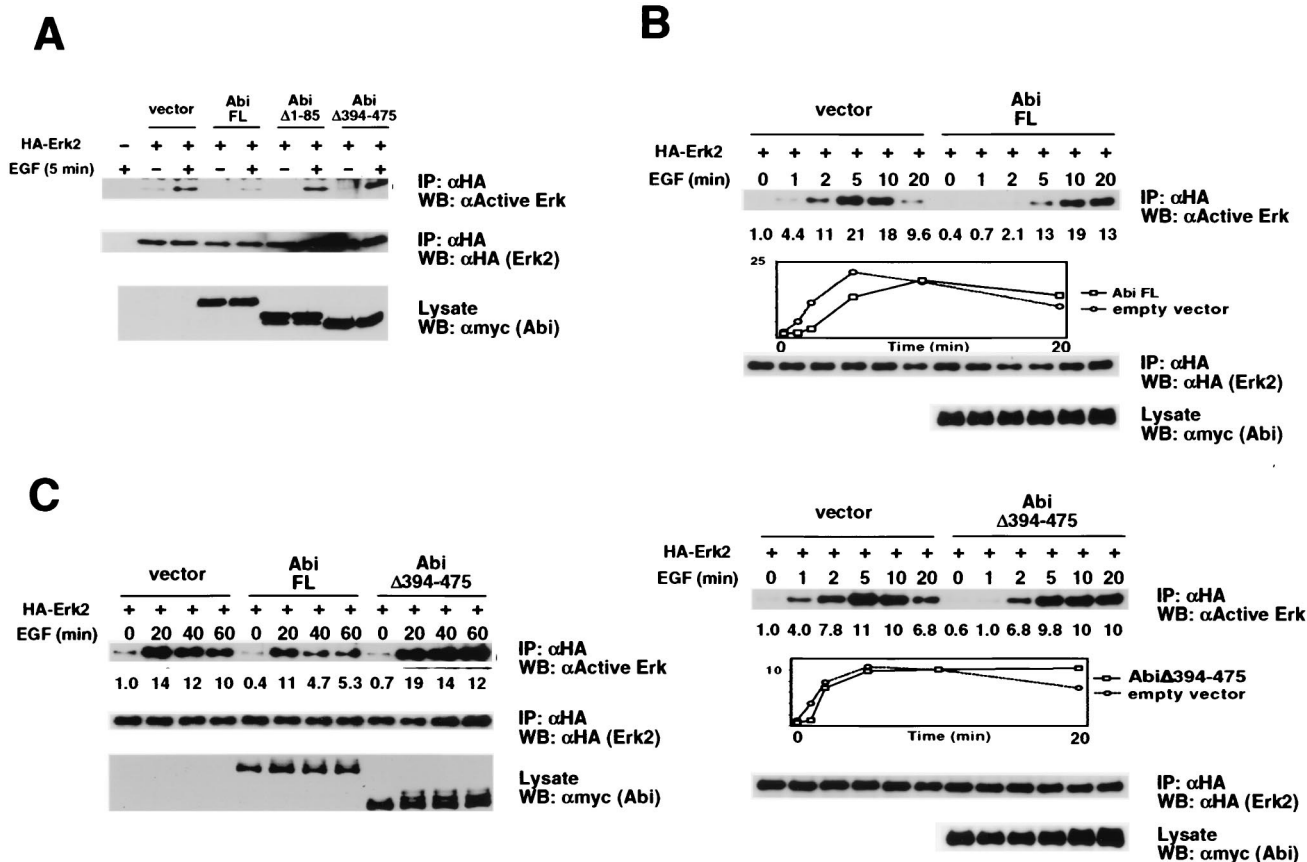 A
vector
Abi
FL
Abi
Δ1-85
Abi
Δ394-475
HA-Erk2 - + + + + + + + +
EGF (5 min) + - + - + - + - +
IP: αHA
WB: αActive Erk
IP: αHA
WB: αHA (Erk2)
Lysate
WB: αmyc (Abi)
B
vector
Abi
FL
HA-Erk2 + + + + + + + + + + + +
EGF (min) 0 1 2 5 10 20 0 1 2 5 10 20
IP: αHA
WB: αActive Erk
1.0 4.4 11 21 18 9.6 0.4 0.7 2.1 13 19 13
25
Abi FL
empty vector
0 Time (min) 20
IP: αHA
WB: αHA (Erk2)
Lysate
WB: αmyc (Abi)
vector
Abi
Δ394-475
HA-Erk2 + + + + + + + + + + + +
EGF (min) 0 1 2 5 10 20 0 1 2 5 10 20
IP: αHA
WB: αActive Erk
1.0 4.0 7.8 11 10 6.8 0.6 1.0 6.8 9.8 10 10
10
AbiΔ394-475
empty vector
0 Time (min) 20
IP: αHA
WB: αHA (Erk2)
Lysate
WB: αmyc (Abi)
C
vector
Abi
FL
Abi
Δ394-475
HA-Erk2 + + + + + + + + + + + +
EGF (min) 0 20 40 60 0 20 40 60 0 20 40 60
IP: αHA
WB: αActive Erk
1.0 14 12 10 0.4 11 4.7 5.3 0.7 19 14 12
IP: αHA
WB: αHA (Erk2)
Lysate
WB: αmyc (Abi)